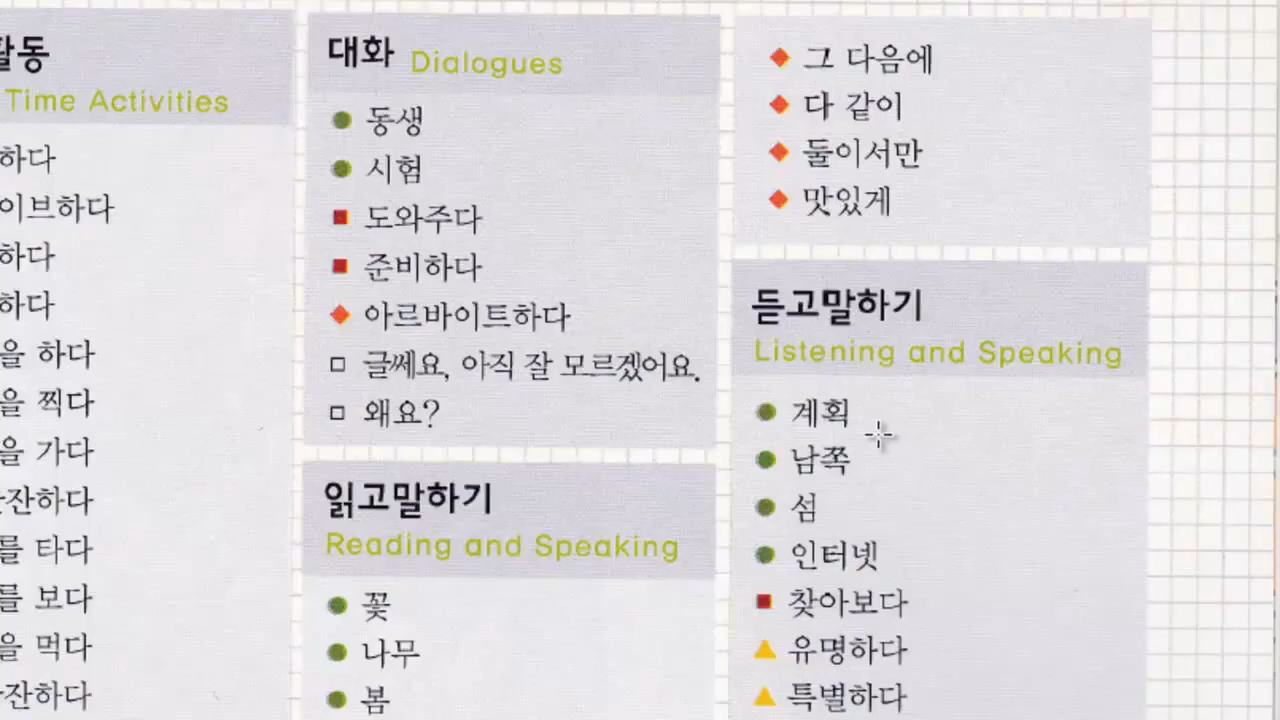 활동
Time Activities
하다
이브하다
하다
하다
을 하다
을 찍다
을 가다
잔하다
를 타다
를 보다
을 먹다
잔하다
대화 Dialogues
동생
시험
도와주다
준비하다
아르바이트하다
글쎄요, 아직 잘 모르겠어요.
왜요?
읽고말하기
Reading and Speaking
꽃
나무
봄
그 다음에
다 같이
둘이서만
맛있게
듣고말하기
Listening and Speaking
계획
남쪽
섬
인터넷
찾아보다
유명하다
특별하다